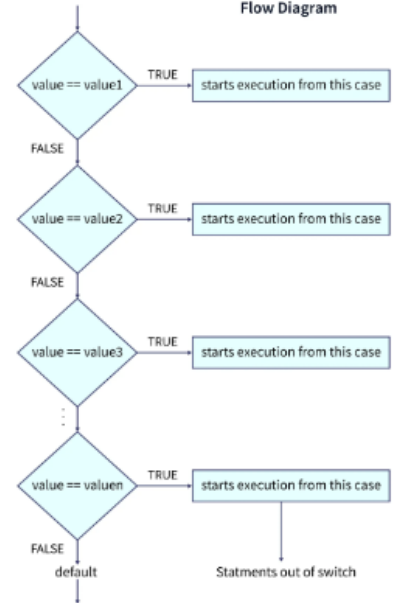 Flow Diagram
value == value1
TRUE
starts execution from this case
FALSE
value == value2
TRUE
starts execution from this case
FALSE
value == value3
TRUE
starts execution from this case
value == valuen
TRUE
starts execution from this case
FALSE
default
Statments out of switch